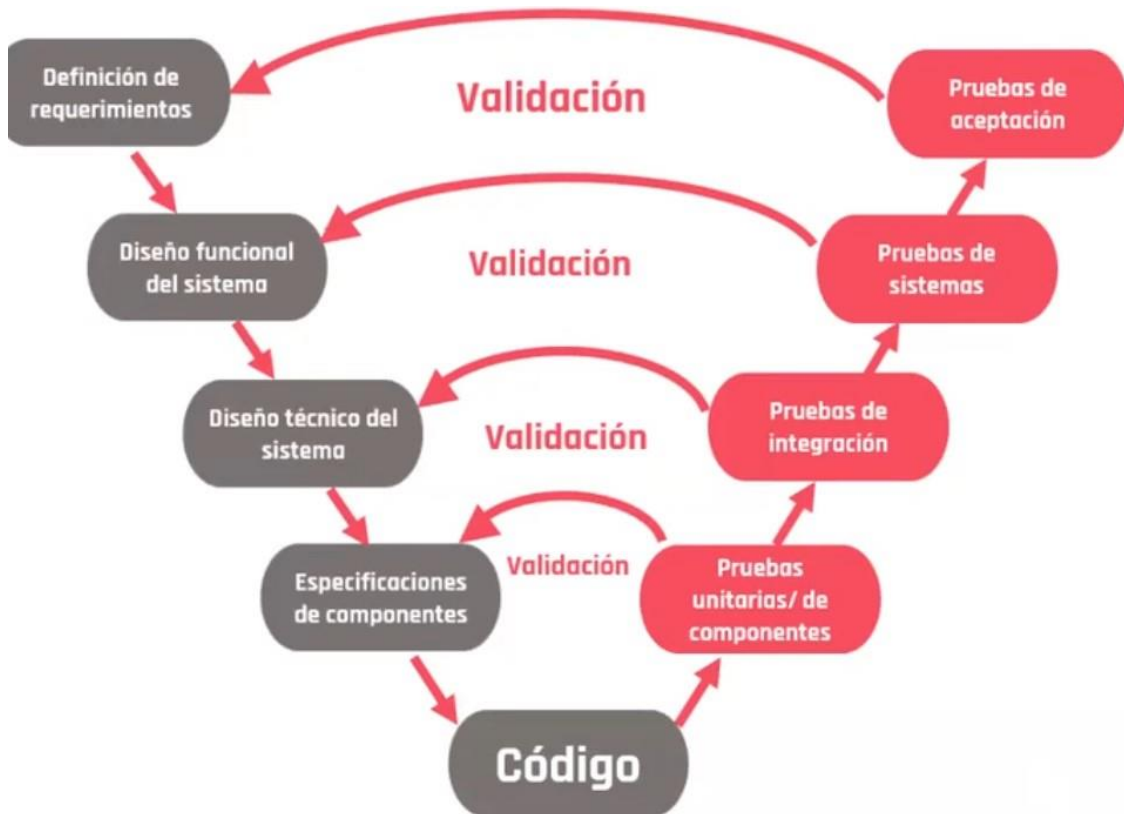 Definición de
requerimientos
Validación
Pruebas de
aceptación
Diseño funcional
del sistema
Validación
Pruebas de
sistemas
Diseño técnico del
sistema
Validación
Pruebas de
integración
Especificaciones
de componentes
Validación
Pruebas
unitarias/ de
componentes
Código